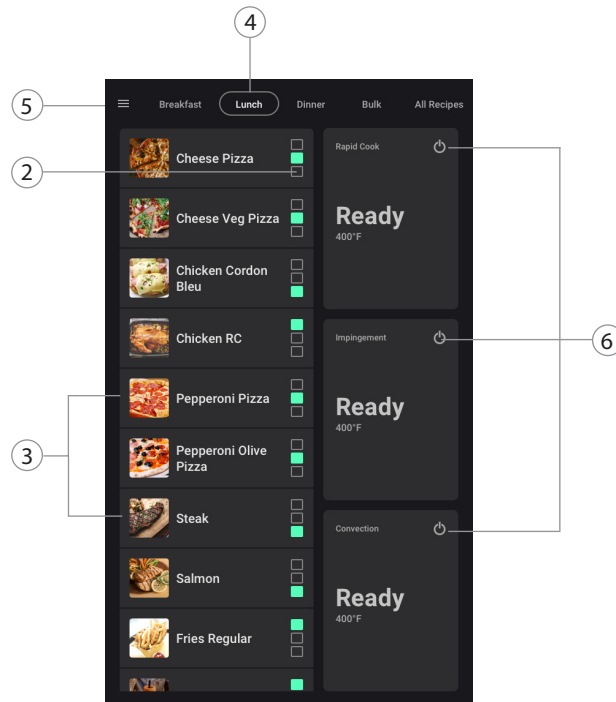 4
5
Breakfast Lunch Dinner Bulk All Recipes
2
Cheese Pizza
Cheese Veg Pizza
Chicken Cordon
Bleu
Chicken RC
3
Pepperoni Pizza
Pepperoni Olive
Pizza
Steak
Salmon
Fries Regular
Rapid Cook
Ready
400°F
Impingement
6
Ready
400°F
Convection
Ready
400°F